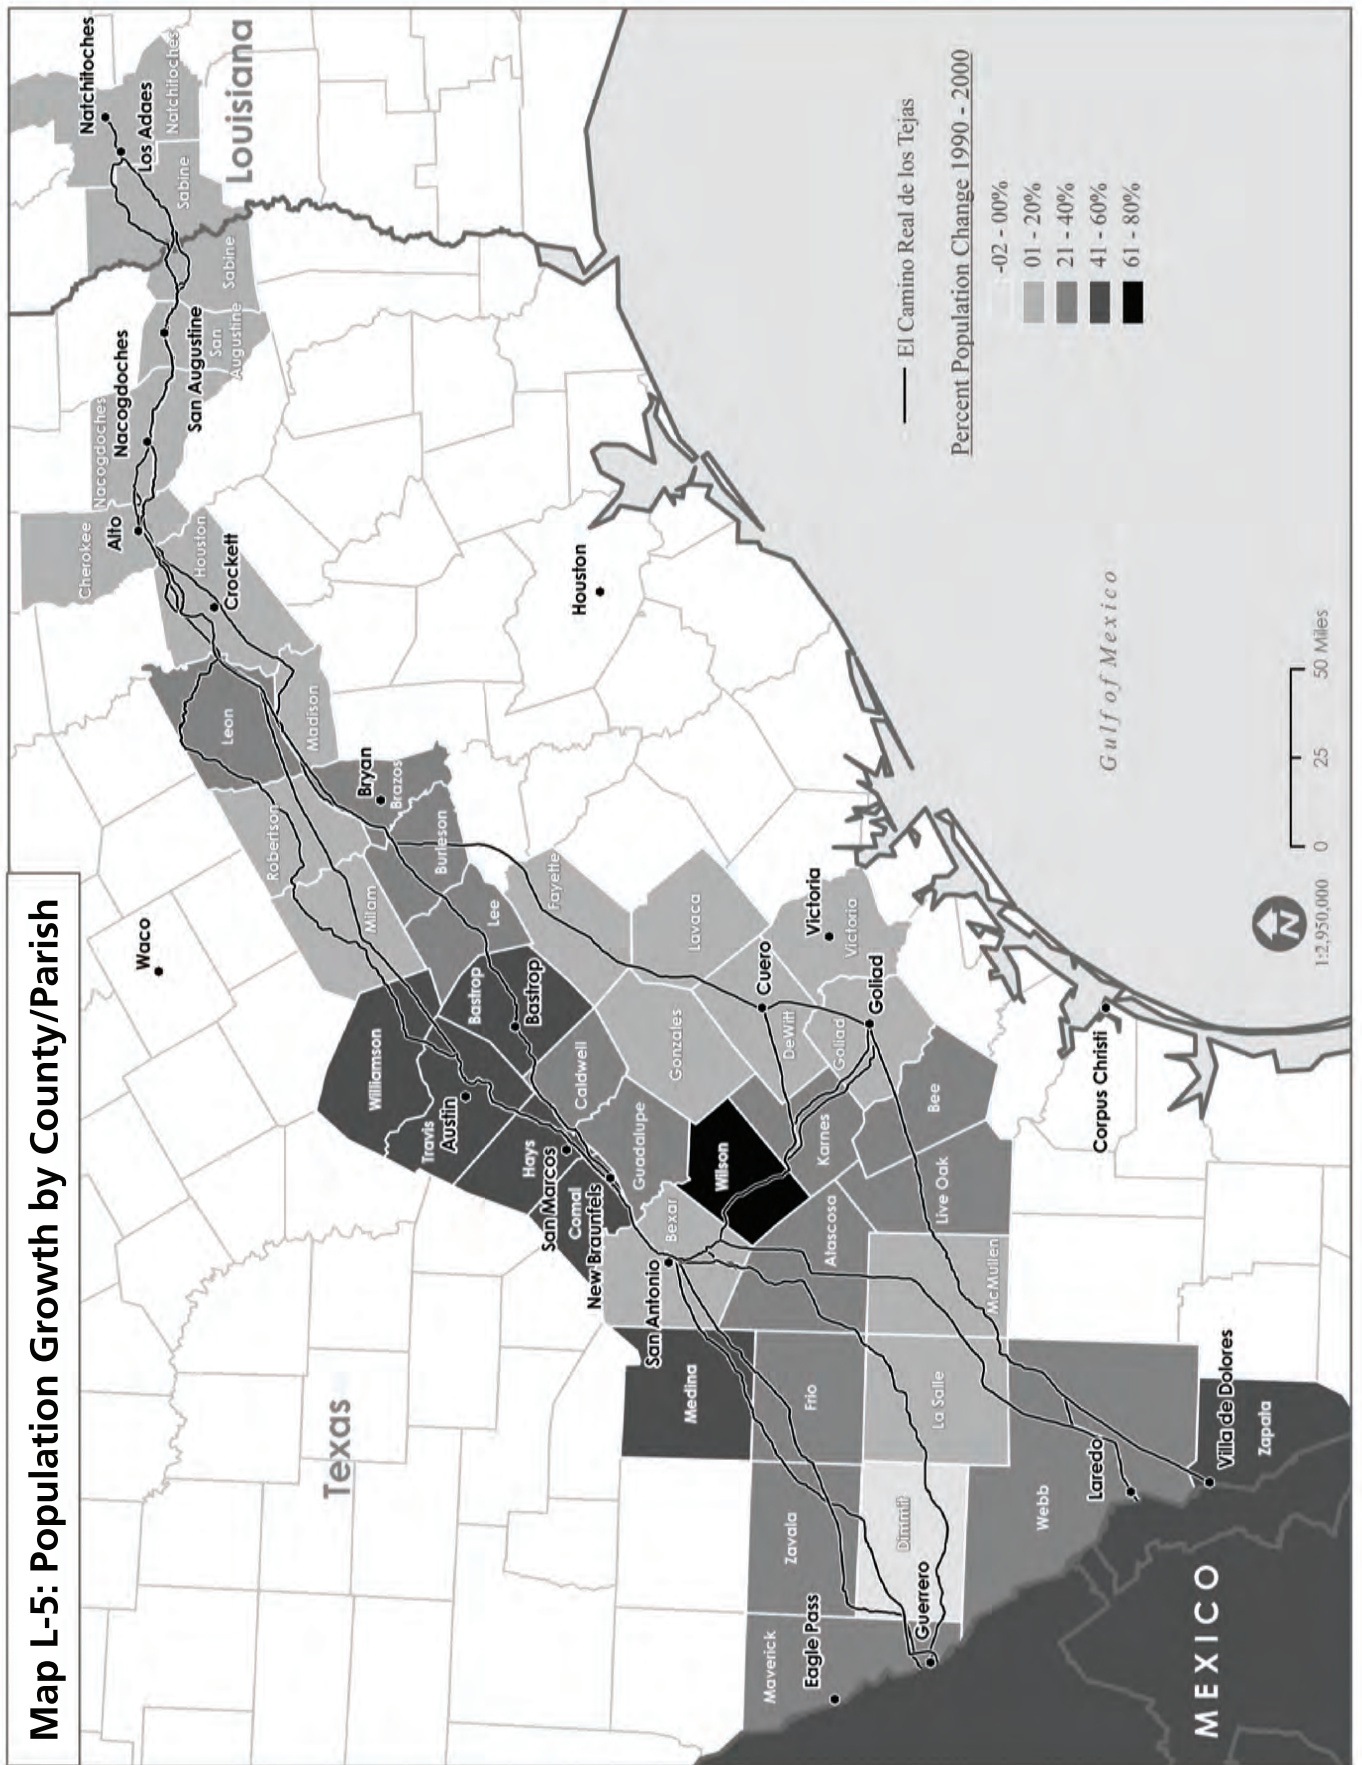 Map L-5: Population Growth by County/Parish
Natchitoches
Los Adaes
Natchitoches
Sabine
Louisiana
Sabine
San
Augustine
San Augustine
Nacogdoches
Nacogdoches
Alto
Cherokee
Houston
Crockett
Houston
Leon
Madison
Bryan
Brazos
Robertson
Burleson
Milam
Lee
Fayette
Waco
Lavaca
Victoria
Victoria
Williamson
Bastrop
Bastrop
Cuero
Goliad
Gonzales
DeWitt
Goliad
Caldwell
Travis
Austin
Hays
San Marcos
Guadalupe
Comal
New Braunfels
Wilson
Karnes
Bee
Bexar
San Antonio
Atascosa
Live Oak
McMullen
Corpus Christi
Texas
Medina
Frio
La Salle
Villa de Dolores
Zapata
Laredo
Webb
Zavala
Dimmit
Guerrero
Eagle Pass
Maverick
MEXICO
Gulf of Mexico
El Camino Real de los Tejas
Percent Population Change 1990 - 2000
-02 - 00%
01 - 20%
21 - 40%
41 - 60%
61 - 80%
N
0 25 50 Miles
1:2,950,000